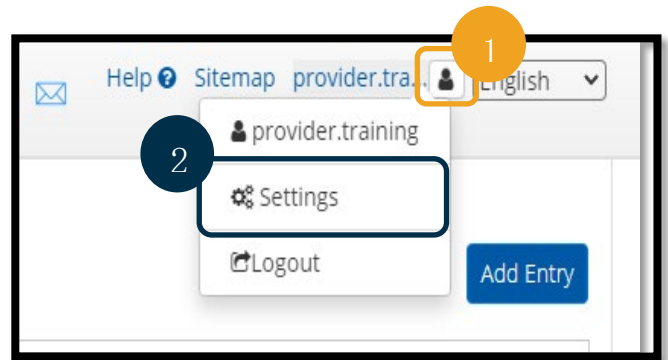 1
Help Sitemap provider.tra... English
provider.training
2
Settings
Logout
Add Entry